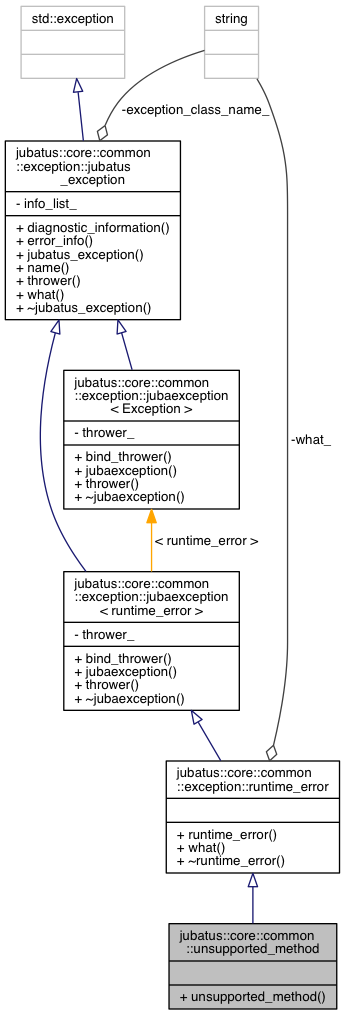 std::exception
string
-exception_class_name_
jubatus::core::common
::exception::jubatus
_exception
- info_list_
+ diagnostic_information()
+ error_info()
+ jubatus_exception()
+ name()
+ thrower()
+ what()
+ ~jubatus_exception()
jubatus::core::common
::exception::jubaexception
< Exception >
- thrower_
+ bind_thrower()
+ jubaexception()
+ thrower()
+ ~jubaexception()
-what_
< runtime_error >
jubatus::core::common
::exception::jubaexception
< runtime_error >
- thrower_
+ bind_thrower()
+ jubaexception()
+ thrower()
+ ~jubaexception()
jubatus::core::common
::exception::runtime_error
+ runtime_error()
+ what()
+ ~runtime_error()
jubatus::core::common
::unsupported_method
+ unsupported_method()